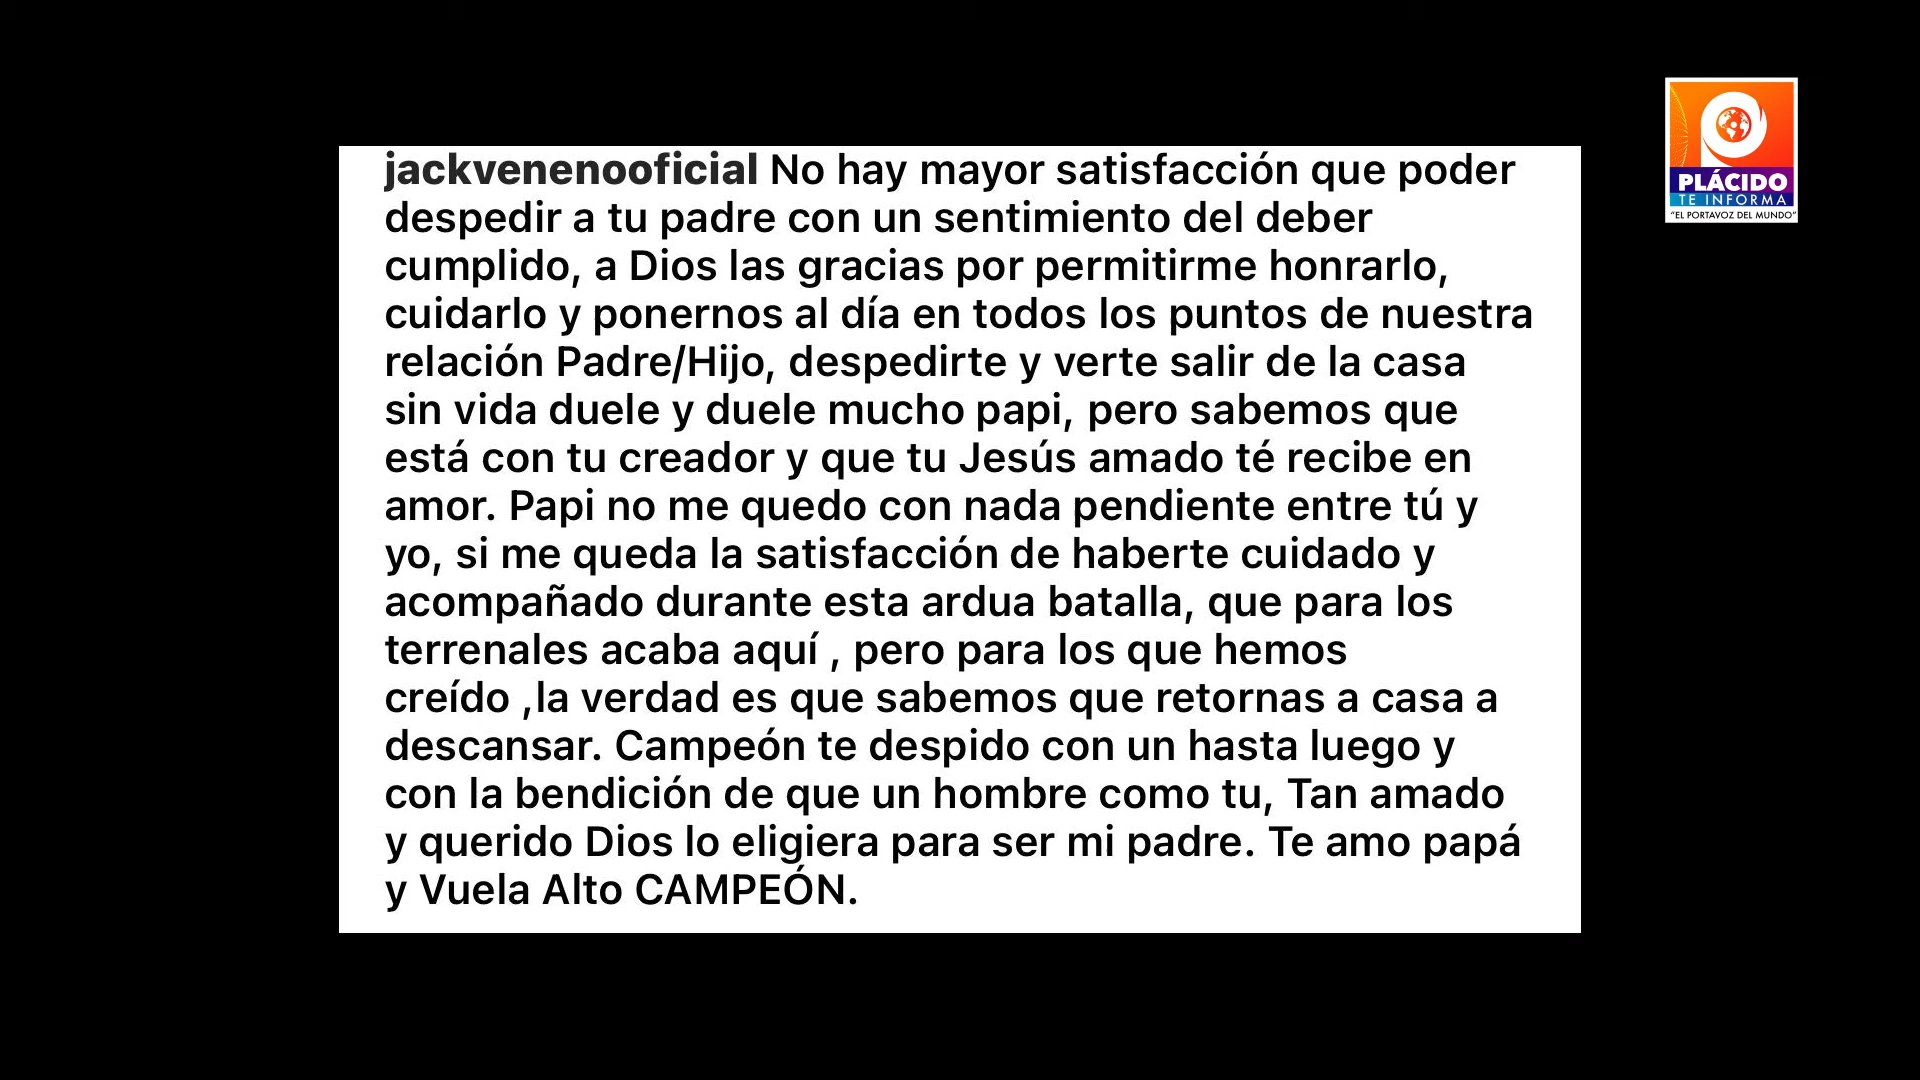 jackvenenooficial No hay mayor satisfacción que poder
despedir a tu padre con un sentimiento del deber
cumplido, a Dios las gracias por permitirme honrarlo,
cuidarlo y ponernos al día en todos los puntos de nuestra
relación Padre/Hijo, despedirte y verte salir de la casa
sin vida duele y duele mucho papi, pero sabemos que
está con tu creador y que tu Jesús amado té recibe en
amor. Papi no me quedo con nada pendiente entre tú y
yo, si me queda la satisfacción de haberte cuidado y
acompañado durante esta ardua batalla, que para los
terrenales acaba aquí , pero para los que hemos
creído ,la verdad es que sabemos que retornas a casa a
descansar. Campeón te despido con un hasta luego y
con la bendición de que un hombre como tu, Tan amado
y querido Dios lo eligiera para ser mi padre. Te amo papá
y Vuela Alto CAMPEÓN.
PLÁCIDO
TE INFORMA
"EL PORTAVOZ DEL MUNDO"